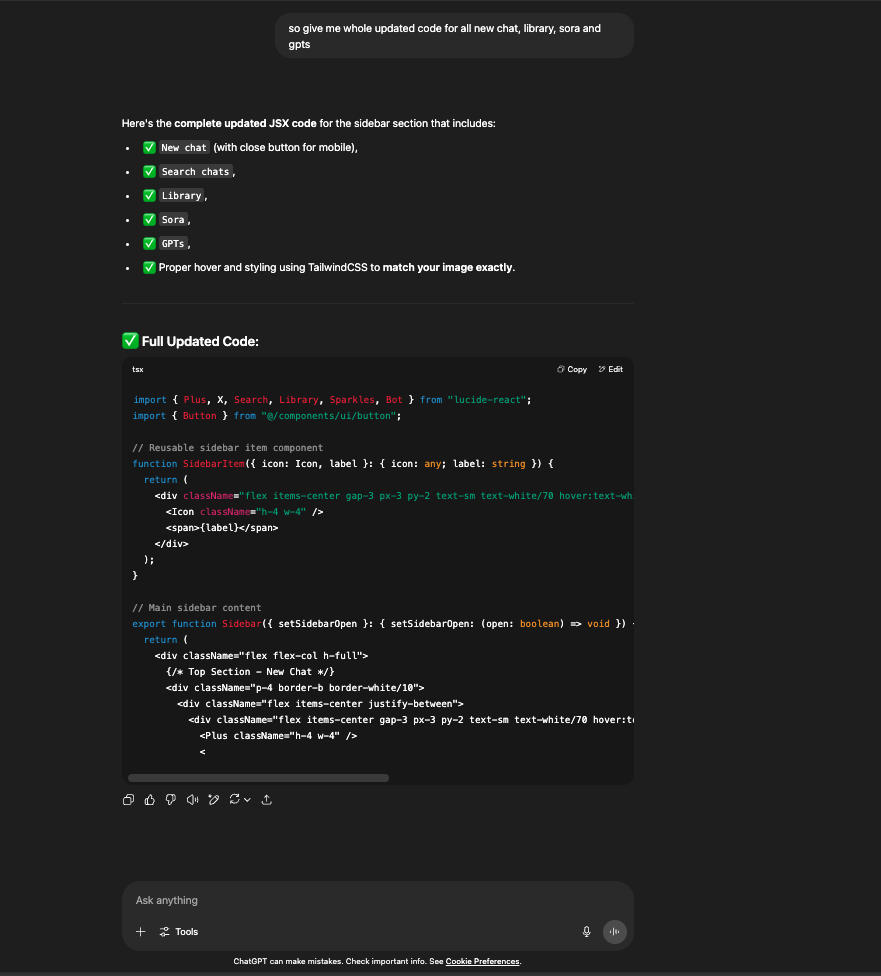 so give me whole updated code for all new chat, library, sora and
gpts
Here's the complete updated JSX code for the sidebar section that includes:
• ✅ New chat (with close button for mobile),
• ✅ Search chats,
• ✅ Library,
• ✅ Sora,
• ✅ GPTs,
• ✅ Proper hover and styling using TailwindCSS to match your image exactly.
✅ Full Updated Code:
tsx Copy Edit
import { Plus, X, Search, Library, Sparkles, Bot } from "lucide-react";
import { Button } from "@/components/ui/button";
// Reusable sidebar item component
function SidebarItem({ icon: Icon, label }: { icon: any; label: string }) {
  return (
    <div className="flex items-center gap-3 px-3 py-2 text-sm text-white/70 hover:text-wh
      <Icon className="h-4 w-4" />
      <span>{label}</span>
    </div>
  );
}
// Main sidebar content
export function Sidebar({ setSidebarOpen }: { setSidebarOpen: (open: boolean) => void }) {
  return (
    <div className="flex flex-col h-full">
      {/* Top Section - New Chat */}
      <div className="p-4 border-b border-white/10">
        <div className="flex items-center justify-between">
          <div className="flex items-center gap-3 px-3 py-2 text-sm text-white/70 hover:te
            <Plus className="h-4 w-4" />
            <
Ask anything
Tools
ChatGPT can make mistakes. Check important info. See Cookie Preferences.